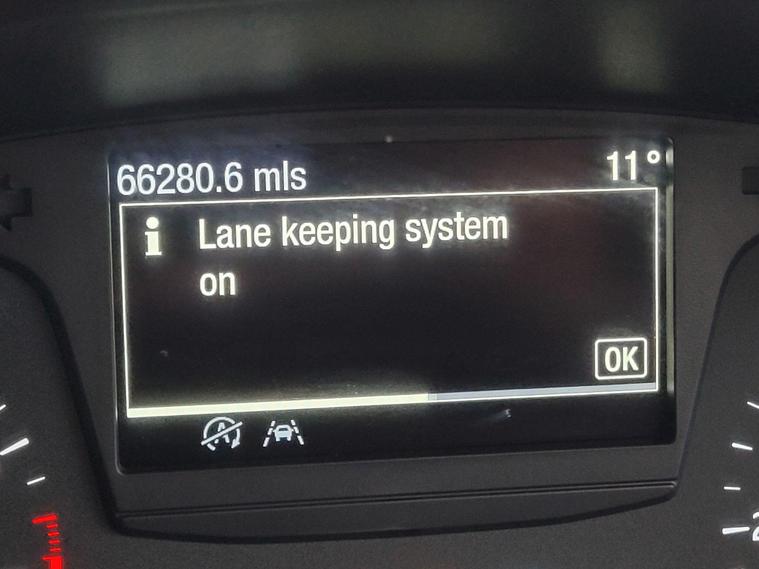 66280.6 mls
11°
i Lane keeping system
on
OK
A